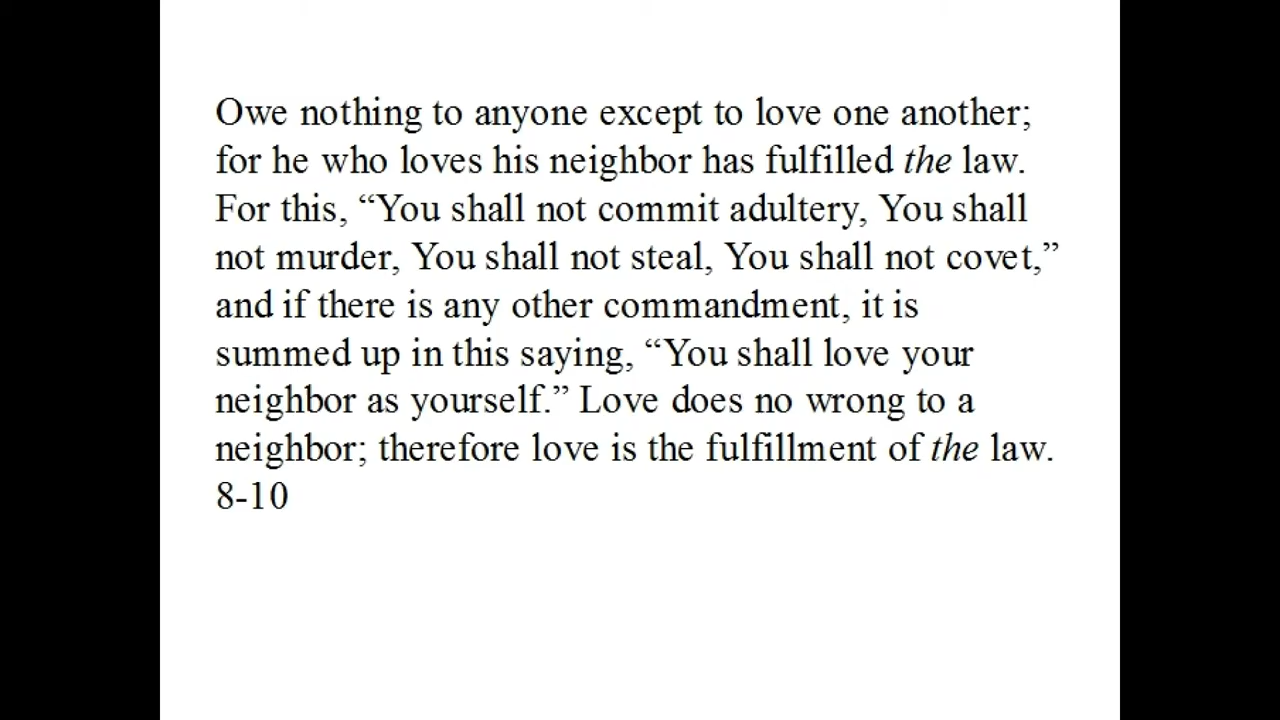 Owe nothing to anyone except to love one another;
for he who loves his neighbor has fulfilled the law.
For this, “You shall not commit adultery, You shall
not murder, You shall not steal, You shall not covet,”
and if there is any other commandment, it is
summed up in this saying, “You shall love your
neighbor as yourself.” Love does no wrong to a
neighbor; therefore love is the fulfillment of the law.
8-10